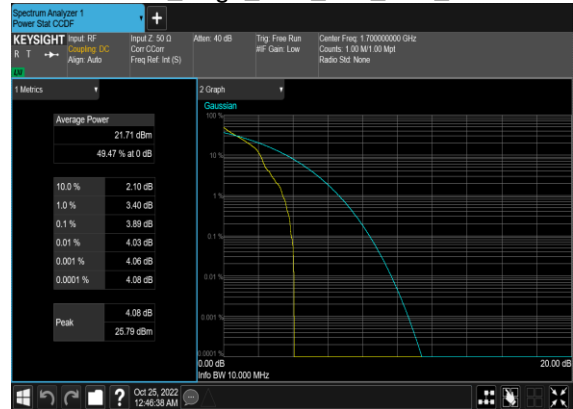 Spectrum Analyzer 1
Power Stat CCDF
KEYSIGHT
R T
LW
Input: RF
Coupling: DC
Align: Auto
Input Z: 50 Ω
Corr CCorr
Freq Ref: Int (S)
Atten: 40 dB
Trig: Free Run
#IF Gain: Low
Center Freq: 1.700000000 GHz
Counts: 1.00 M/1.00 Mpt
Radio Std: None
1 Metrics
Average Power
21.71 dBm
49.47 % at 0 dB
10.0 % 2.10 dB
1.0 % 3.40 dB
0.1 % 3.89 dB
0.01 % 4.03 dB
0.001 % 4.06 dB
0.0001 % 4.08 dB
Peak
4.08 dB
25.79 dBm
2 Graph
Gaussian
100 %
10 %
1 %
0.1 %
0.01 %
0.001 %
0.0001 %
0.00 dB
20.00 dB
Info BW 10.000 MHz
?
Oct 25, 2022
12:46:38 AM